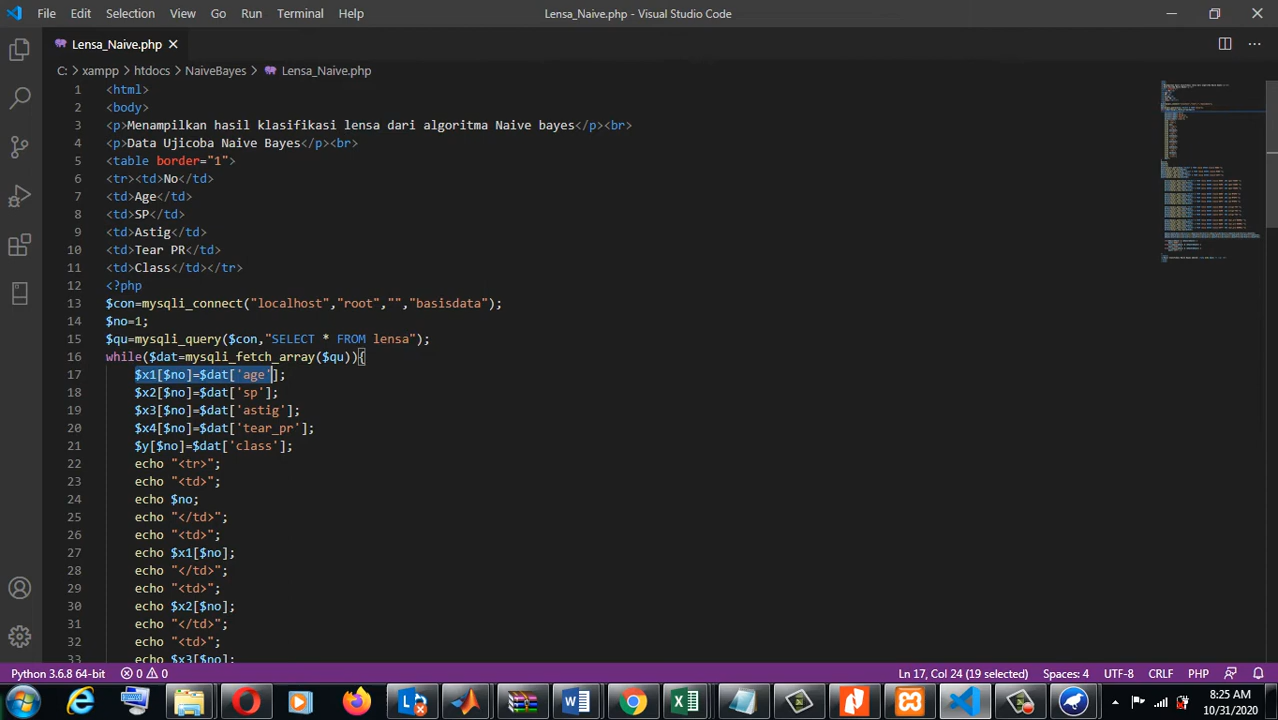 File Edit Selection View Go Run Terminal Help
Lensa_Naive.php - Visual Studio Code
Lensa_Naive.php
C: > xampp > htdocs > NaiveBayes > Lensa_Naive.php
1 <html>
2 <body>
3 <p>Menampilkan hasil klasifikasi lensa dari algoritma Naive bayes</p><br>
4 <p>Data Ujicoba Naive Bayes</p><br>
5 <table border="1">
6 <tr><td>No</td>
7 <td>Age</td>
8 <td>SP</td>
9 <td>Astig</td>
10 <td>Tear PR</td>
11 <td>Class</td></tr>
12 <?php
13 $con=mysqli_connect("localhost","root","","basisdata");
14 $no=1;
15 $qu=mysqli_query($con,"SELECT * FROM lensa");
16 while($dat=mysqli_fetch_array($qu)){
17 $x1[$no]=$dat['age'];
18 $x2[$no]=$dat['sp'];
19 $x3[$no]=$dat['astig'];
20 $x4[$no]=$dat['tear_pr'];
21 $y[$no]=$dat['class'];
22 echo "<tr>";
23 echo "<td>";
24 echo $no;
25 echo "</td>";
26 echo "<td>";
27 echo $x1[$no];
28 echo "</td>";
29 echo "<td>";
30 echo $x2[$no];
31 echo "</td>";
32 echo "<td>";
33 echo $x3[$no];
Python 3.6.8 64-bit 0 0 Ln 17, Col 24 (19 selected) Spaces: 4 UTF-8 CRLF PHP
8:25 AM
10/31/2020